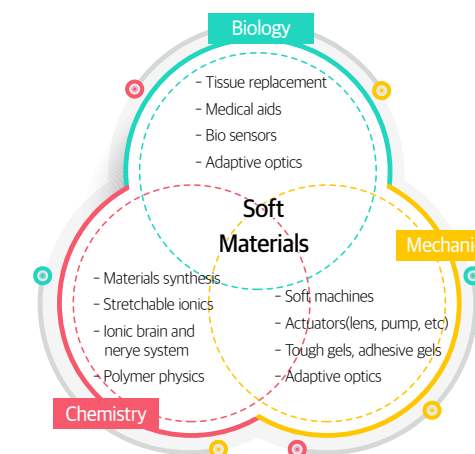 Biology
- Tissue replacement
- Medical aids
- Bio sensors
- Adaptive optics
Soft
Materials
Mechani
- Materials synthesis
- Stretchable ionics
- Ionic brain and
nerye system
- Polymer physics
- Soft machines
- Actuators(lens, pump, etc)
- Tough gels, adhesive gels
- Adaptive optics
Chemistry